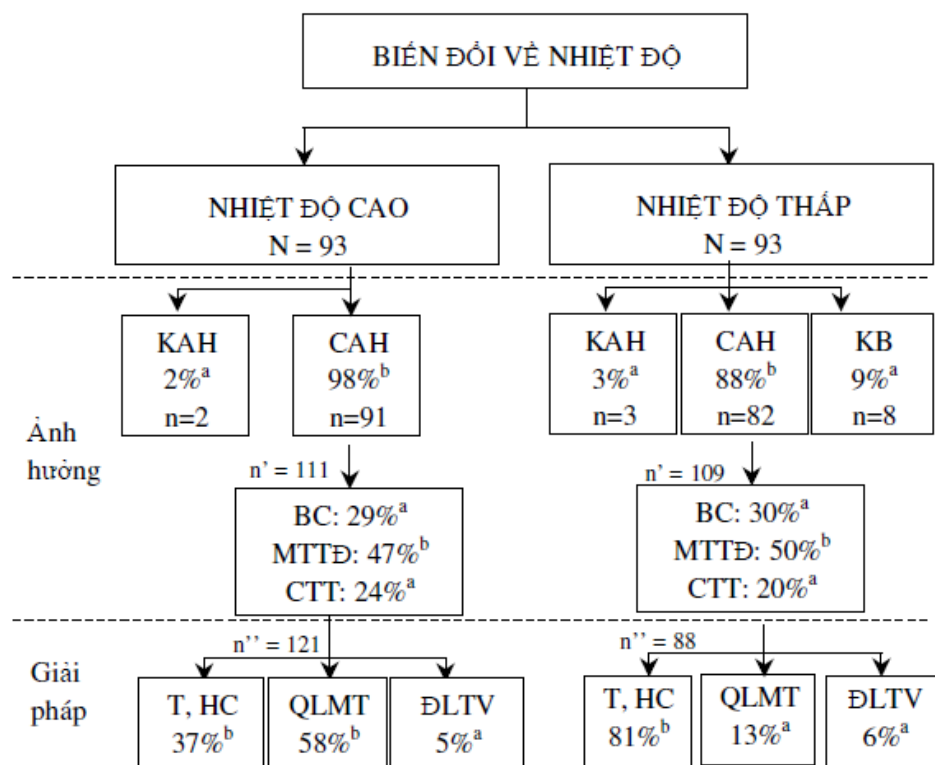 BIẾN ĐỔI VỀ NHIỆT ĐỘ
NHIỆT ĐỘ CAO
N = 93
NHIỆT ĐỘ THẤP
N = 93
Ảnh
hưởng
KAH
2%ᵃ
n=2
CAH
98%ᵇ
n=91
KAH
3%ᵃ
n=3
CAH
88%ᵇ
n=82
KB
9%ᵃ
n=8
n’ = 111
BC: 29%ᵃ
MTTĐ: 47%ᵇ
CTT: 24%ᵃ
n’ = 109
BC: 30%ᵃ
MTTĐ: 50%ᵇ
CTT: 20%ᵃ
Giải
pháp
n’’ = 121
T, HC
37%ᵇ
QLMT
58%ᵇ
ĐLTV
5%ᵃ
n’’ = 88
T, HC
81%ᵇ
QLMT
13%ᵃ
ĐLTV
6%ᵃ